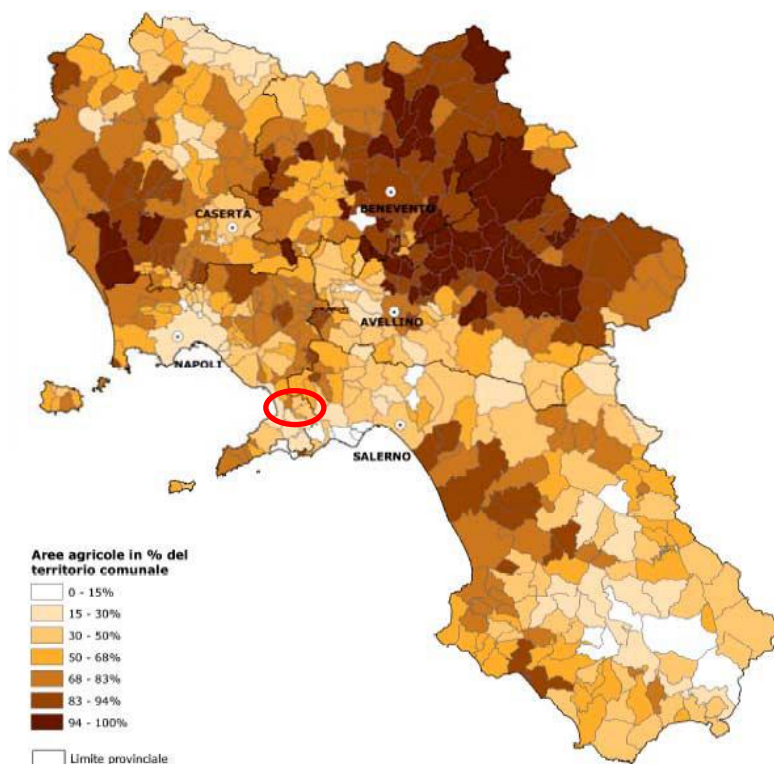 CASERTA
BENEVENTO
AVELLINO
NAPOLI
SALERNO
Aree agricole in % del
territorio comunale
0 - 15%
15 - 30%
30 - 50%
50 - 68%
68 - 83%
83 - 94%
94 - 100%
Limite provinciale